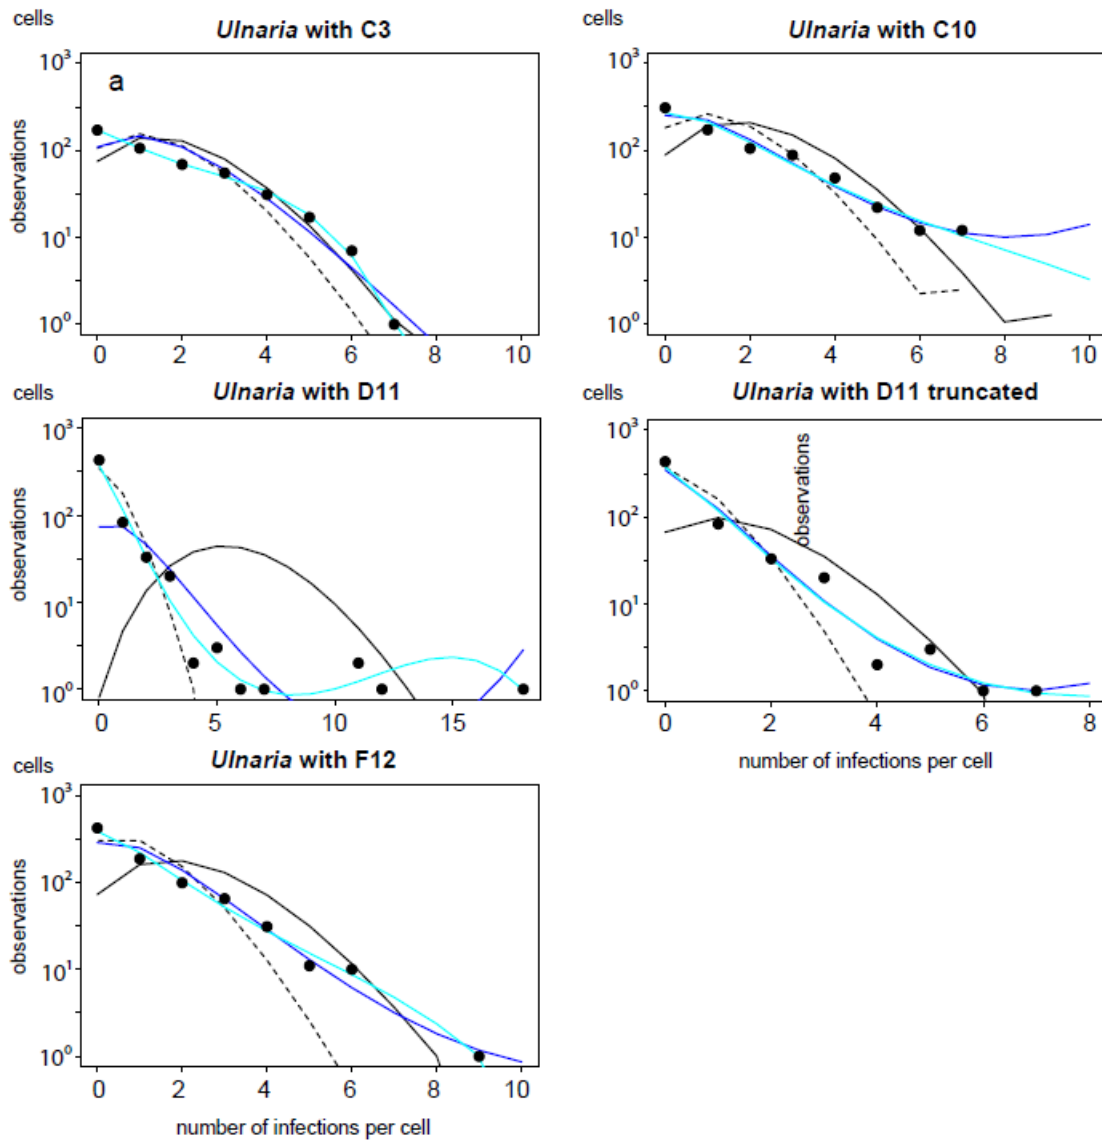 cells
Ulnaria with C3
a
observations
10³
10²
10¹
10⁰
0 2 4 6 8 10
cells
Ulnaria with C10
10³
10²
10¹
10⁰
0 2 4 6 8 10
cells
Ulnaria with D11
observations
10³
10²
10¹
10⁰
0 5 10 15
cells
Ulnaria with D11 truncated
observations
10³
10²
10¹
10⁰
0 2 4 6 8
number of infections per cell
cells
Ulnaria with F12
observations
10³
10²
10¹
10⁰
0 2 4 6 8 10
number of infections per cell